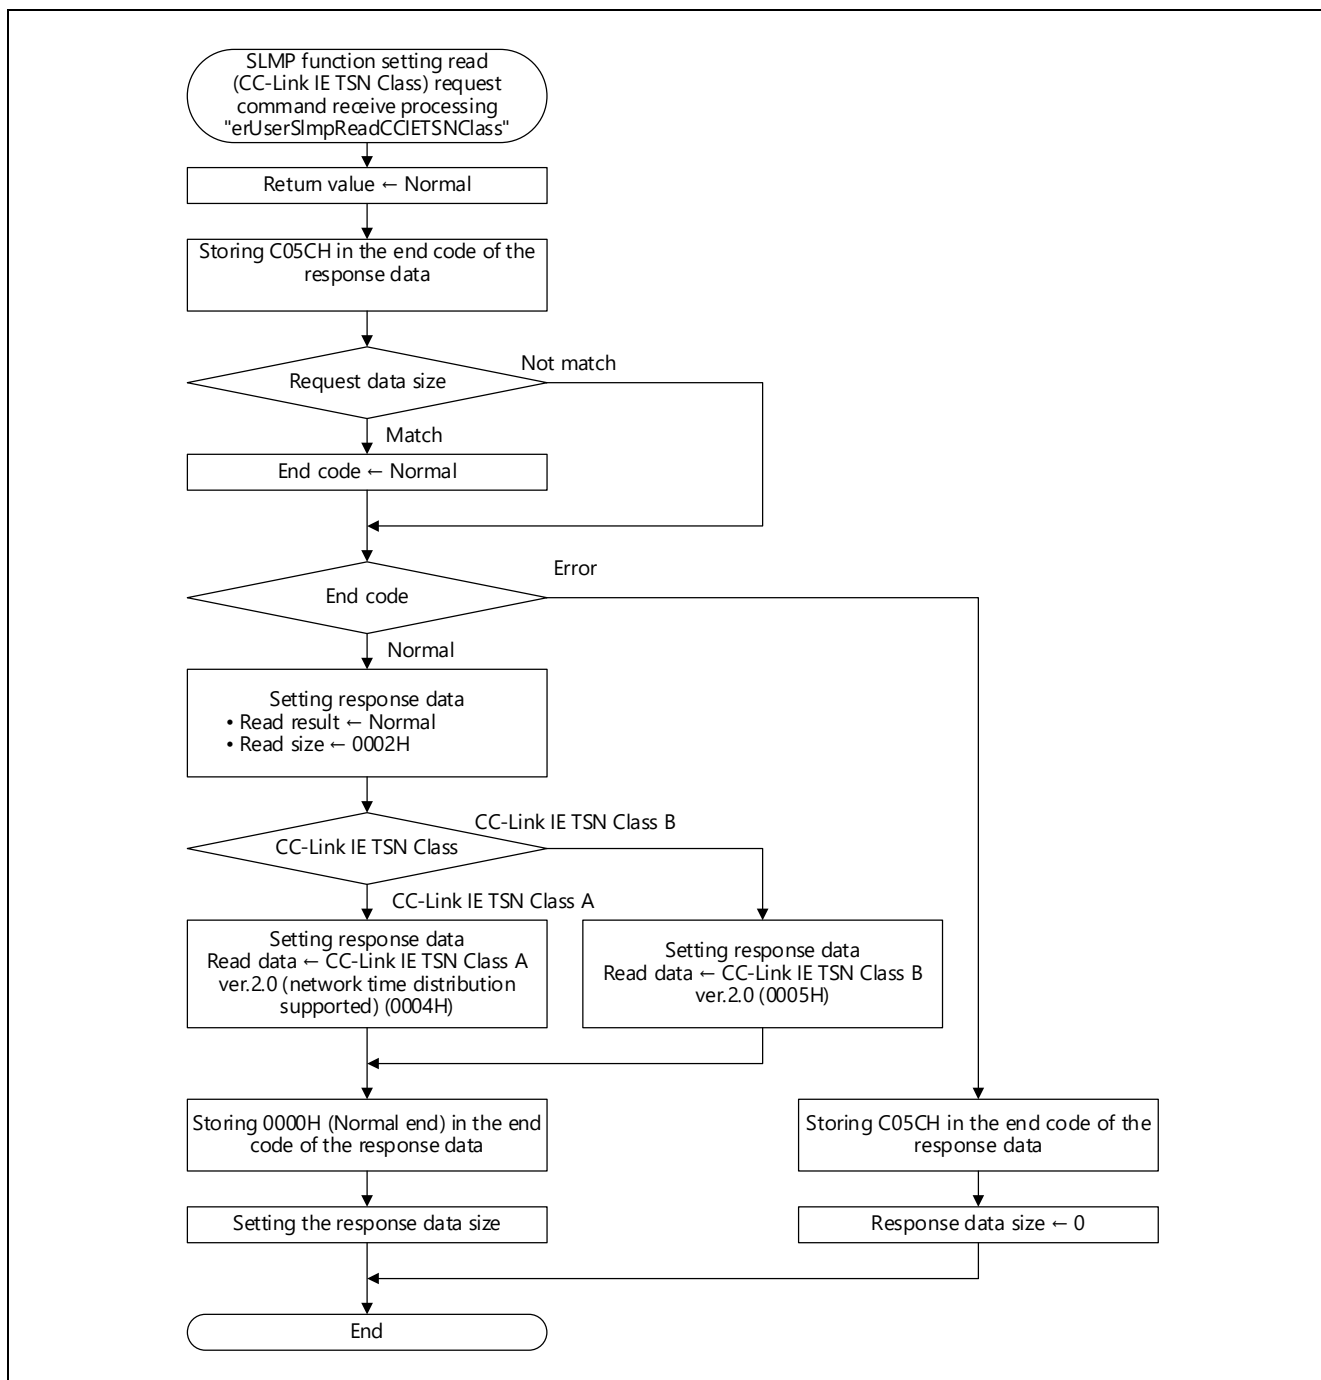 SLMP function setting read
(CC-Link IE TSN Class) request
command receive processing
"erUserSlmpReadCCIETSNClass"
Return value ← Normal
Storing C05CH in the end code of the
response data
Request data size
Not match
Match
End code ← Normal
End code
Error
Normal
Setting response data
• Read result ← Normal
• Read size ← 0002H
CC-Link IE TSN Class
CC-Link IE TSN Class B
CC-Link IE TSN Class A
Setting response data
Read data ← CC-Link IE TSN Class A
ver.2.0 (network time distribution
supported) (0004H)
Setting response data
Read data ← CC-Link IE TSN Class B
ver.2.0 (0005H)
Storing 0000H (Normal end) in the end
code of the response data
Storing C05CH in the end code of the
response data
Setting the response data size
Response data size ← 0
End